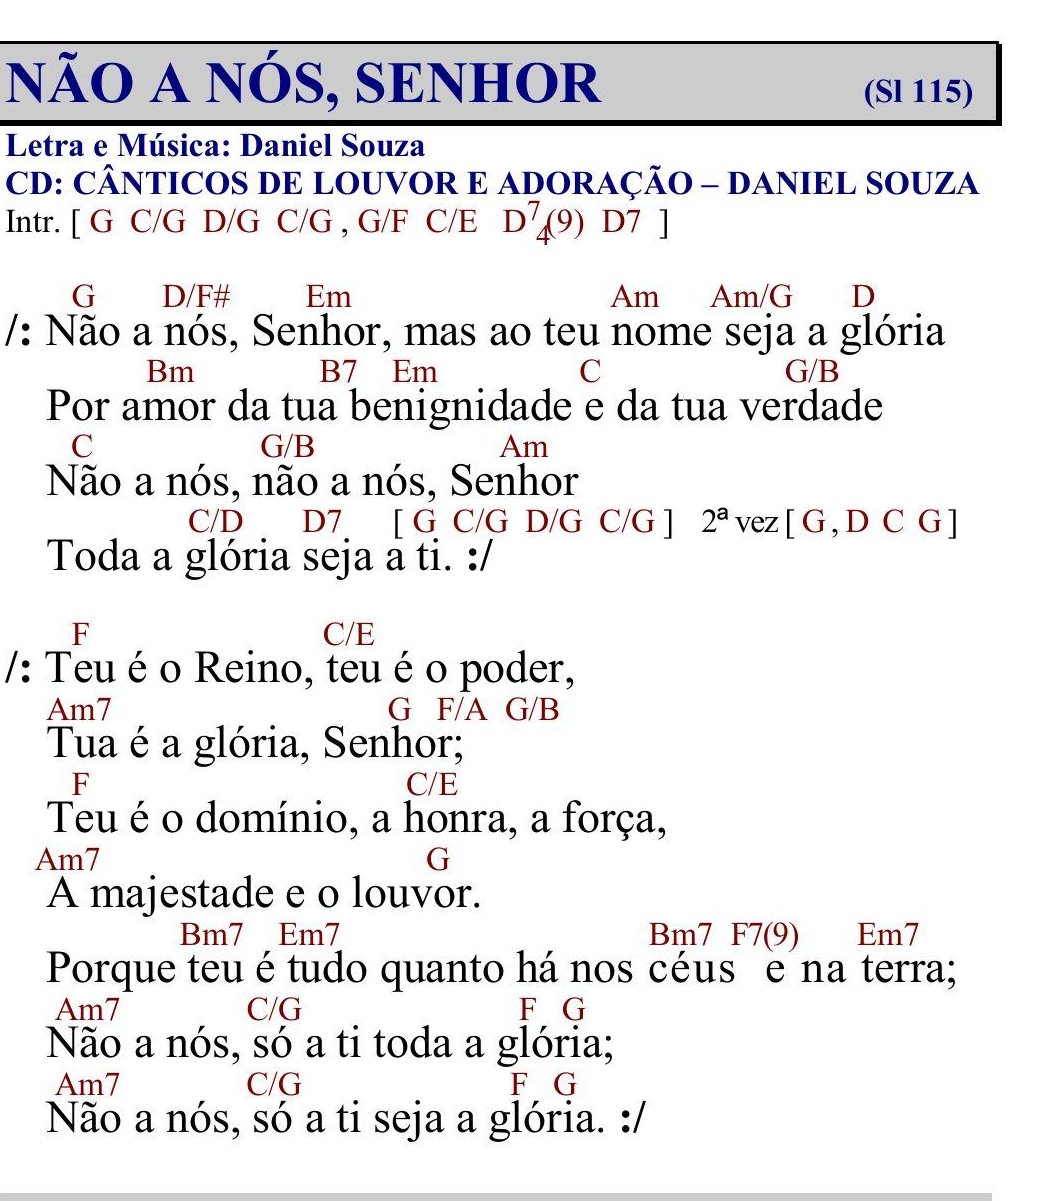 NÃO A NÓS, SENHOR (Sl 115)
Letra e Música: Daniel Souza
CD: CÂNTICOS DE LOUVOR E ADORAÇÃO – DANIEL SOUZA
Intr. [ G C/G D/G C/G , G/F C/E D74(9) D7 ]
G D/F# Em Am Am/G D
/: Não a nós, Senhor, mas ao teu nome seja a glória
Bm B7 Em C G/B
Por amor da tua benignidade e da tua verdade
C G/B Am
Não a nós, não a nós, Senhor
C/D D7 [ G C/G D/G C/G ] 2ª vez [ G , D C G ]
Toda a glória seja a ti. :/
F C/E
/: Teu é o Reino, teu é o poder,
Am7 G F/A G/B
Tua é a glória, Senhor;
F C/E
Teu é o domínio, a honra, a força,
Am7 G
A majestade e o louvor.
Bm7 Em7 Bm7 F7(9) Em7
Porque teu é tudo quanto há nos céus e na terra;
Am7 C/G F G
Não a nós, só a ti toda a glória;
Am7 C/G F G
Não a nós, só a ti seja a glória. :/